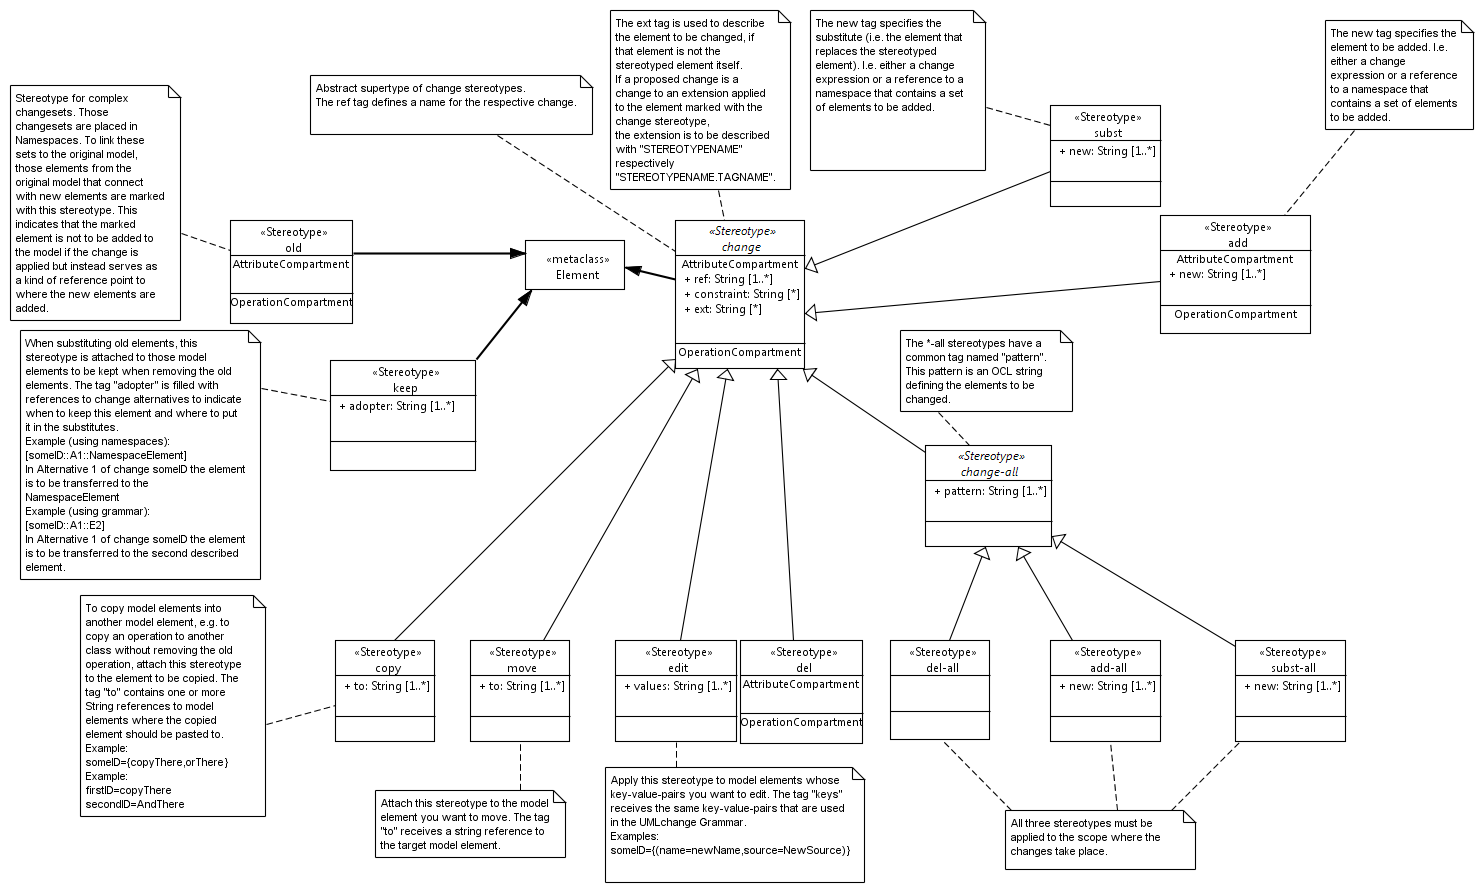 The ext tag is used to describe
the element to be changed, if
that element is not the
stereotyped element itself.
If a proposed change is a
change to an extension applied
to the element marked with the
change stereotype,
the extension is to be described
with "STEREOTYPENAME"
respectively
"STEREOTYPENAME.TAGNAME".
The new tag specifies the
substitute (i.e. the element that
replaces the stereotyped
element). I.e. either a change
expression or a reference to a
namespace that contains a set
of elements to be added.
The new tag specifies the
element to be added. I.e.
either a change
expression or a reference
to a namespace that
contains a set of elements
to be added.
Abstract supertype of change stereotypes.
The ref tag defines a name for the respective change.
Stereotype for complex
changesets. Those
changesets are placed in
Namespaces. To link these
sets to the original model,
those elements from the
original model that connect
with new elements are marked
with this stereotype. This
indicates that the marked
element is not to be added to
the model if the change is
applied but instead serves as
a kind of reference point to
where the new elements are
added.
«Stereotype»
subst
+ new: String [1..*]
«Stereotype»
old
AttributeCompartment
OperationCompartment
«metaclass»
Element
«Stereotype»
change
AttributeCompartment
+ ref: String [1..*]
+ constraint: String [*]
+ ext: String [*]
OperationCompartment
«Stereotype»
add
AttributeCompartment
+ new: String [1..*]
OperationCompartment
When substituting old elements, this
stereotype is attached to those model
elements to be kept when removing the old
elements. The tag "adopter" is filled with
references to change alternatives to indicate
when to keep this element and where to put
it in the substitutes.
Example (using namespaces):
[someID::A1::NamespaceElement]
In Alternative 1 of change someID the element
is to be transferred to the
NamespaceElement
Example (using grammar):
[someID::A1::E2]
In Alternative 1 of change someID the element
is to be transferred to the second described
element.
«Stereotype»
keep
+ adopter: String [1..*]
The *-all stereotypes have a
common tag named "pattern".
This pattern is an OCL string
defining the elements to be
changed.
«Stereotype»
change-all
+ pattern: String [1..*]
To copy model elements into
another model element, e.g. to
copy an operation to another
class without removing the old
operation, attach this stereotype
to the element to be copied. The
tag "to" contains one or more
String references to model
elements where the copied
element should be pasted to.
Example:
someID={copyThere,orThere}
Example:
firstID=copyThere
secondID=AndThere
«Stereotype»
copy
+ to: String [1..*]
«Stereotype»
move
+ to: String [1..*]
«Stereotype»
edit
+ values: String [1..*]
«Stereotype»
del
AttributeCompartment
OperationCompartment
«Stereotype»
del-all
«Stereotype»
add-all
+ new: String [1..*]
«Stereotype»
subst-all
+ new: String [1..*]
Attach this stereotype to the model
element you want to move. The tag
"to" receives a string reference to
the target model element.
Apply this stereotype to model elements whose
key-value-pairs you want to edit. The tag "keys"
receives the same key-value-pairs that are used
in the UMLchange Grammar.
Examples:
someID={(name=newName,source=NewSource)}
All three stereotypes must be
applied to the scope where the
changes take place.